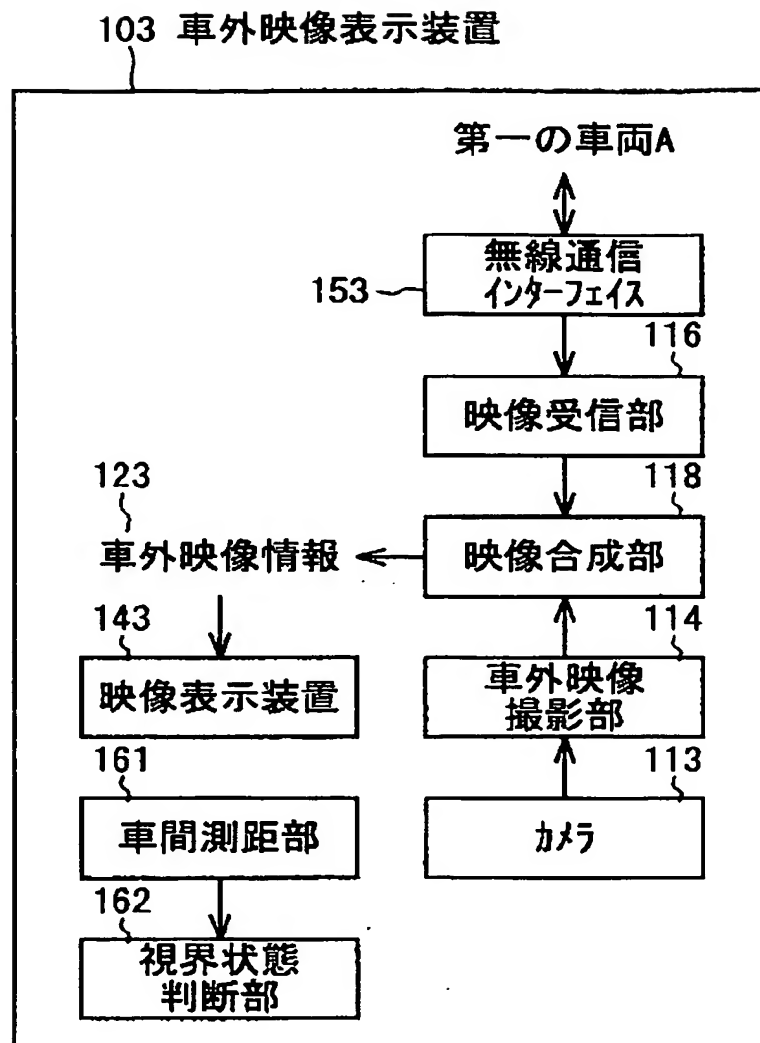 103 車外映像表示装置
第一の車両A
無線通信
インターフェイス
153
116
映像受信部
123
118
車外映像情報
映像合成部
143
114
映像表示装置
車外映像
撮影部
161
113
車間測距部
カメラ
162
視界状態
判断部